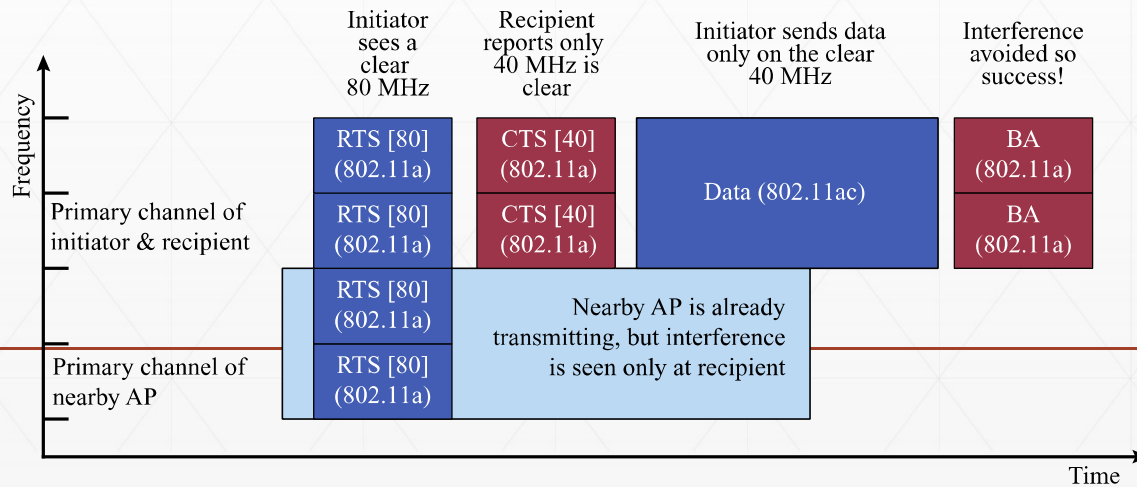 Initiator
sees a
clear
80 MHz
Recipient
reports only
40 MHz is
clear
Initiator sends data
only on the clear
40 MHz
Interference
avoided so
success!
Frequency
RTS [80]
(802.11a)
CTS [40]
(802.11a)
Data (802.11ac)
BA
(802.11a)
Primary channel of
initiator & recipient
RTS [80]
(802.11a)
CTS [40]
(802.11a)
BA
(802.11a)
RTS [80]
(802.11a)
Nearby AP is already
transmitting, but interference
is seen only at recipient
Primary channel of
nearby AP
RTS [80]
(802.11a)
Time